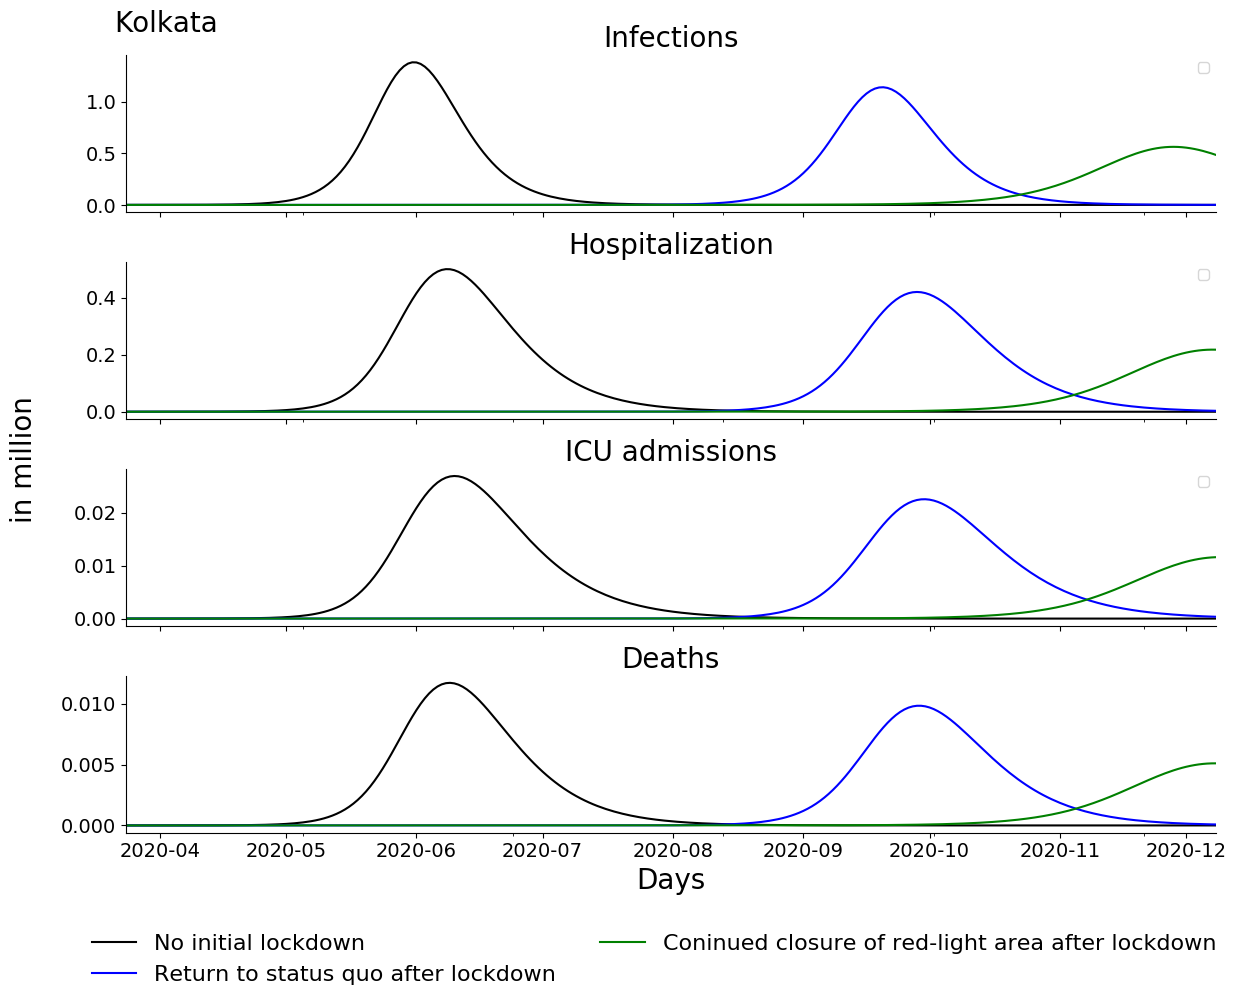 Kolkata
Infections
1.0
0.5
0.0
Hospitalization
0.4
0.2
0.0
in million
ICU admissions
0.02
0.01
0.00
Deaths
0.010
0.005
0.000
2020-04 2020-05 2020-06 2020-07 2020-08 2020-09 2020-10 2020-11 2020-12
Days
No initial lockdown
Return to status quo after lockdown
Coninued closure of red-light area after lockdown